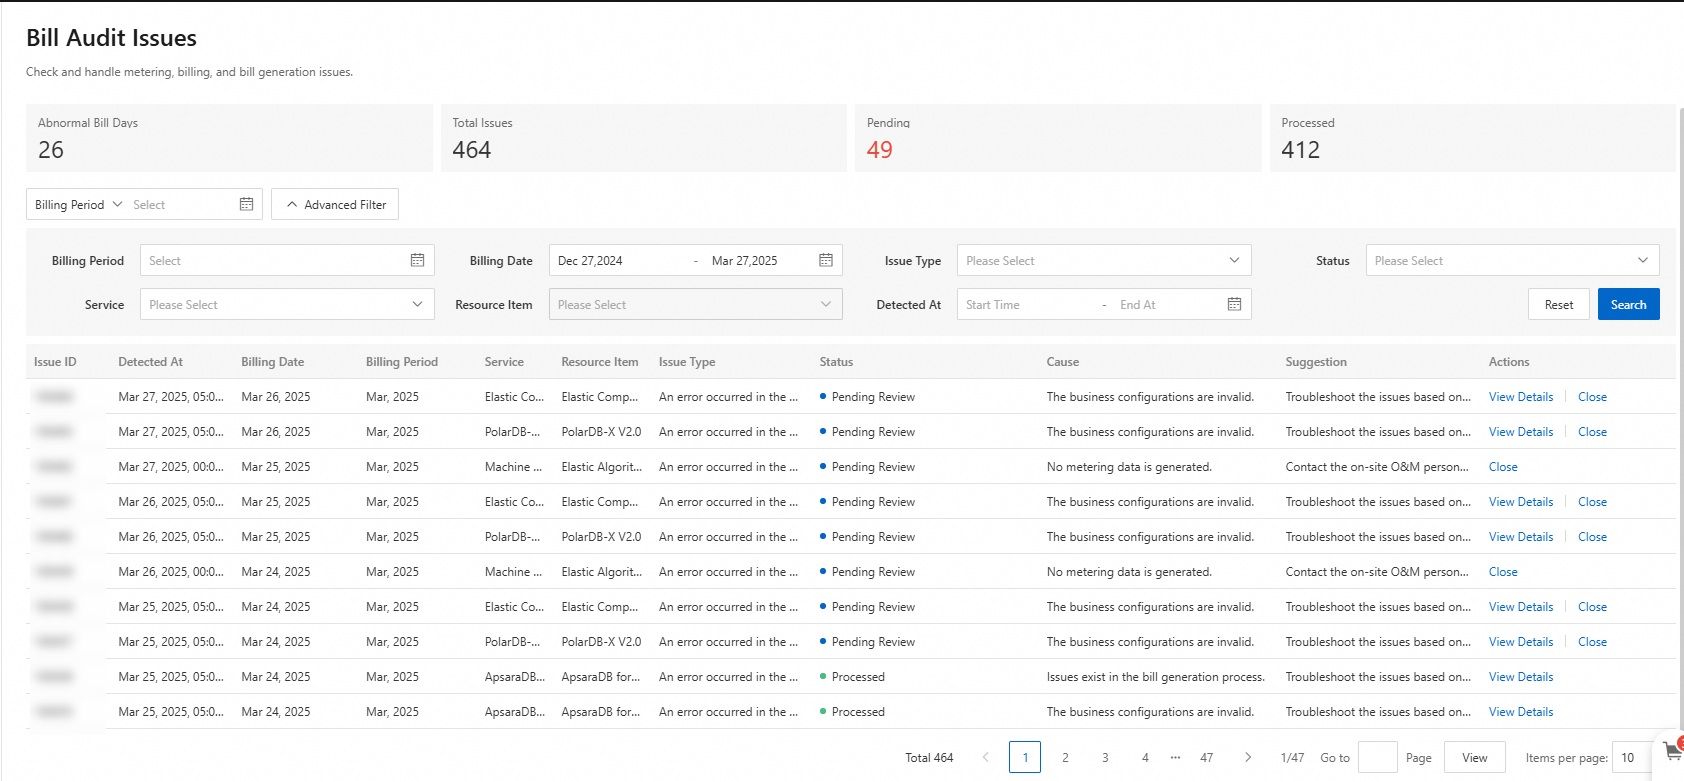 Bill Audit Issues
Check and handle metering, billing, and bill generation issues.
Abnormal Bill Days Total Issues Pending Processed
26 464 49 412
Billing Period Select Advanced Filter
Billing Period Select Billing Date Dec 27,2024 - Mar 27,2025 Issue Type Please Select Status Please Select
Service Please Select Resource Item Please Select Detected At Start Time - End At Reset Search
Issue ID Detected At Billing Date Billing Period Service Resource Item Issue Type Status Cause Suggestion Actions
Mar 27, 2025, 05:0... Mar 26, 2025 Mar, 2025 Elastic Co... Elastic Comp... An error occurred in the ... Pending Review The business configurations are invalid. Troubleshoot the issues based on... View Details Close
Mar 27, 2025, 05:0... Mar 26, 2025 Mar, 2025 PolarDB-... PolarDB-X V2.0 An error occurred in the ... Pending Review The business configurations are invalid. Troubleshoot the issues based on... View Details Close
Mar 27, 2025, 00:0... Mar 25, 2025 Mar, 2025 Machine ... Elastic Algorit... An error occurred in the ... Pending Review No metering data is generated. Contact the on-site O&M person... Close
Mar 26, 2025, 05:0... Mar 25, 2025 Mar, 2025 Elastic Co... Elastic Comp... An error occurred in the ... Pending Review The business configurations are invalid. Troubleshoot the issues based on... View Details Close
Mar 26, 2025, 05:0... Mar 25, 2025 Mar, 2025 PolarDB-... PolarDB-X V2.0 An error occurred in the ... Pending Review The business configurations are invalid. Troubleshoot the issues based on... View Details Close
Mar 26, 2025, 00:0... Mar 24, 2025 Mar, 2025 Machine ... Elastic Algorit... An error occurred in the ... Pending Review No metering data is generated. Contact the on-site O&M person... Close
Mar 25, 2025, 05:0... Mar 24, 2025 Mar, 2025 Elastic Co... Elastic Comp... An error occurred in the ... Pending Review The business configurations are invalid. Troubleshoot the issues based on... View Details Close
Mar 25, 2025, 05:0... Mar 24, 2025 Mar, 2025 PolarDB-... PolarDB-X V2.0 An error occurred in the ... Pending Review The business configurations are invalid. Troubleshoot the issues based on... View Details Close
Mar 25, 2025, 05:0... Mar 24, 2025 Mar, 2025 ApsaraDB... ApsaraDB for... An error occurred in the ... Processed Issues exist in the bill generation process. Troubleshoot the issues based on... View Details
Mar 25, 2025, 05:0... Mar 24, 2025 Mar, 2025 ApsaraDB... ApsaraDB for... An error occurred in the ... Processed The business configurations are invalid. Troubleshoot the issues based on... View Details
Total 464 1 2 3 4 ... 47 1/47 Go to Page View Items per page: 10